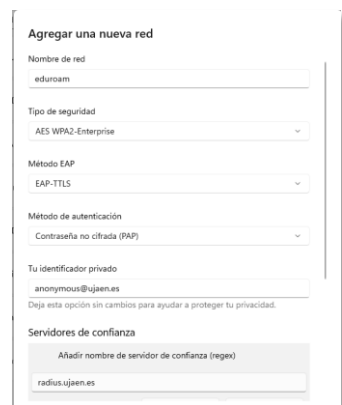 Agregar una nueva red
Nombre de red
eduroam
Tipo de seguridad
AES WPA2-Enterprise
Método EAP
EAP-TTLS
Método de autenticación
Contraseña no cifrada (PAP)
Tu identificador privado
anonymous@ujaen.es
Deja esta opción sin cambios para ayudar a proteger tu privacidad.
Servidores de confianza
Añadir nombre de servidor de confianza (regex)
radius.ujaen.es